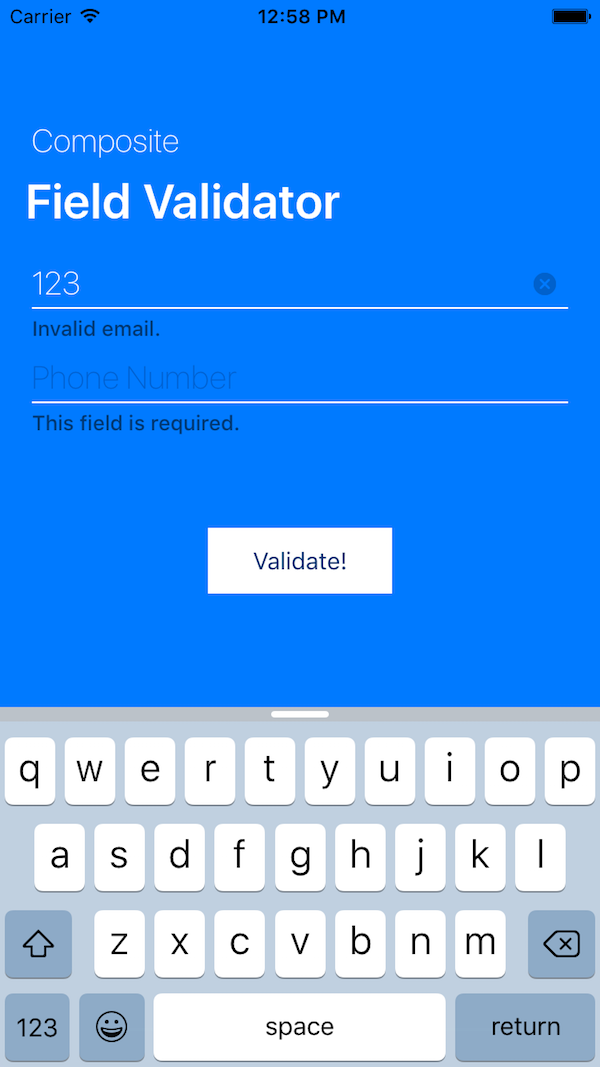 Carrier 12:58 PM
Composite
Field Validator
123
Invalid email.
Phone Number
This field is required.
Validate!
q w e r t y u i o p
a s d f g h j k l
z x c v b n m
123 space return